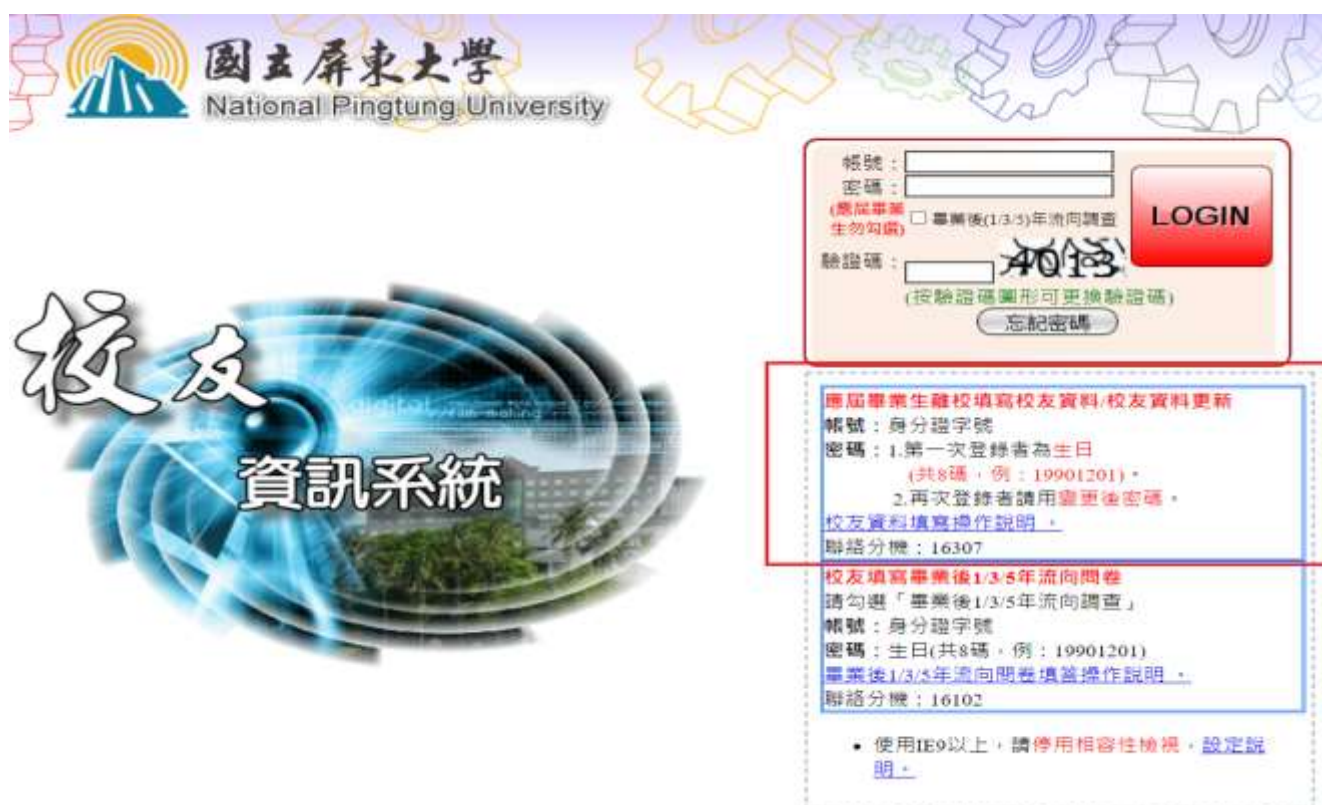 國立屏東大學
National Pingtung University
帳號：
密碼：
(應屆畢業生勿勾選)
畢業後(1/3/5)年流向調查
LOGIN
驗證碼：
4013
(按驗證碼圖形可更換驗證碼)
忘記密碼
校友
資訊系統
digital
film making
應屆畢業生離校填寫校友資料/校友資料更新
帳號：身分證字號
密碼：1.第一次登錄者為生日
(共8碼，例：19901201)。
2.再次登錄者請用變更後密碼。
校友資料填寫操作說明 。
聯絡分機：16307
校友填寫畢業後1/3/5年流向問卷
請勾選「畢業後1/3/5年流向調查」
帳號：身分證字號
密碼：生日(共8碼，例：19901201)
畢業後1/3/5年流向問卷填答操作說明 。
聯絡分機：16102
• 使用IE9以上，請停用相容性檢視，設定說
明。